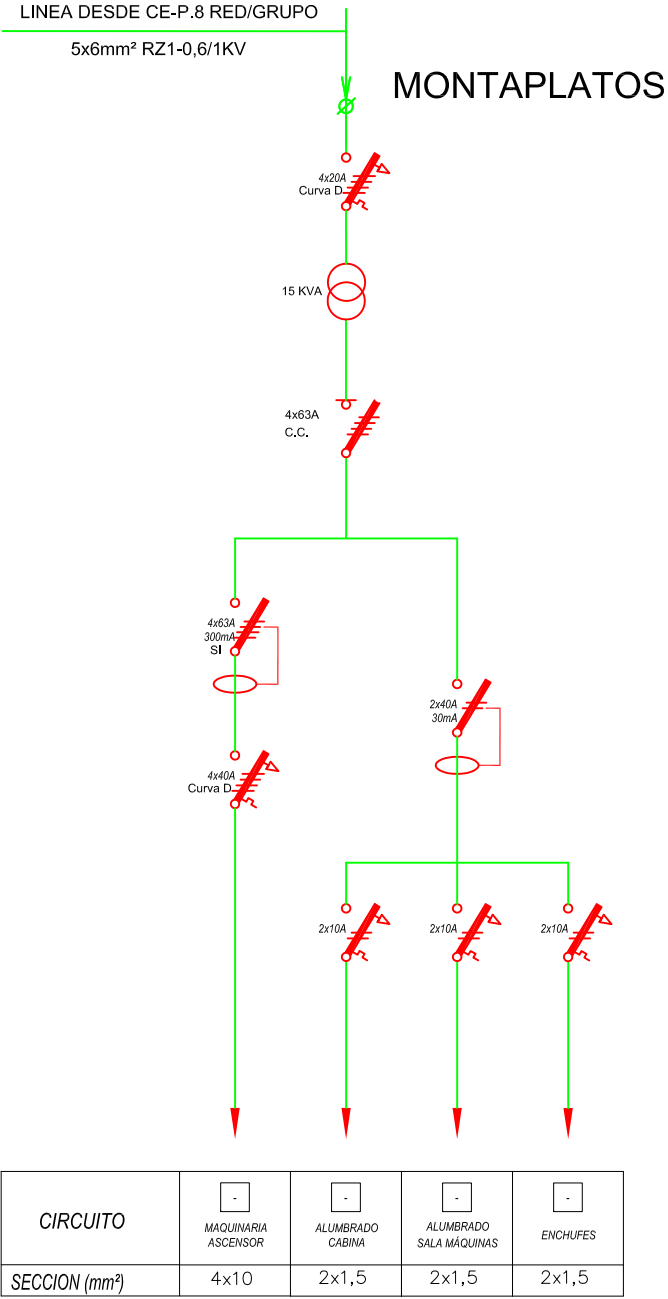 LINEA DESDE CE-P.8 RED/GRUPO
5x6mm² RZ1-0,6/1KV
MONTAPLATOS
4x20A
Curva D
15 KVA
4x63A
C.C.
4x63A
300mA
SI
2x40A
30mA
4x40A
Curva D
2x10A
2x10A
2x10A
CIRCUITO
-
MAQUINARIA
ASCENSOR
-
ALUMBRADO
CABINA
-
ALUMBRADO
SALA MÁQUINAS
-
ENCHUFES
SECCION (mm²)
4x10
2x1,5
2x1,5
2x1,5